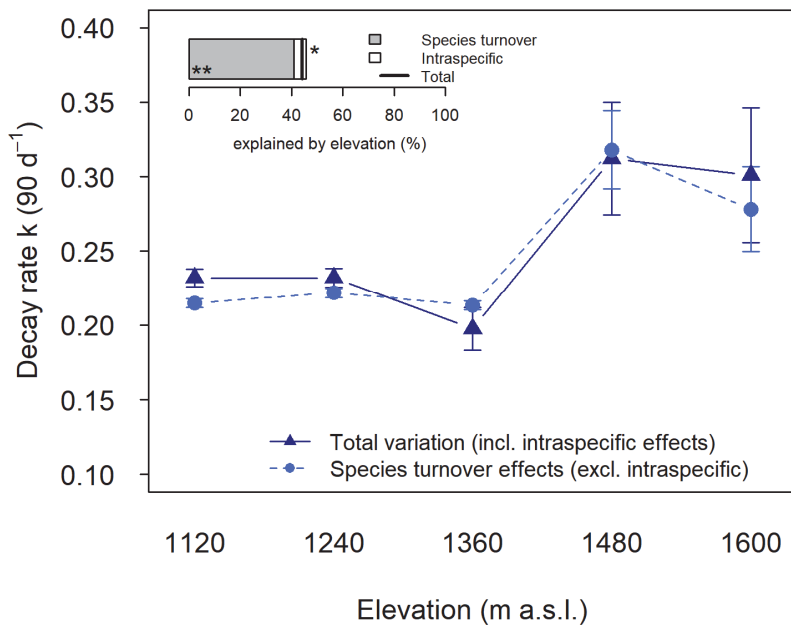 0.40
0.35
0.30
0.25
0.20
0.15
0.10
Decay rate k (90 d⁻¹)
** *
Species turnover
Intraspecific
Total
0 20 40 60 80 100
explained by elevation (%)
Total variation (incl. intraspecific effects)
Species turnover effects (excl. intraspecific)
1120 1240 1360 1480 1600
Elevation (m a.s.l.)